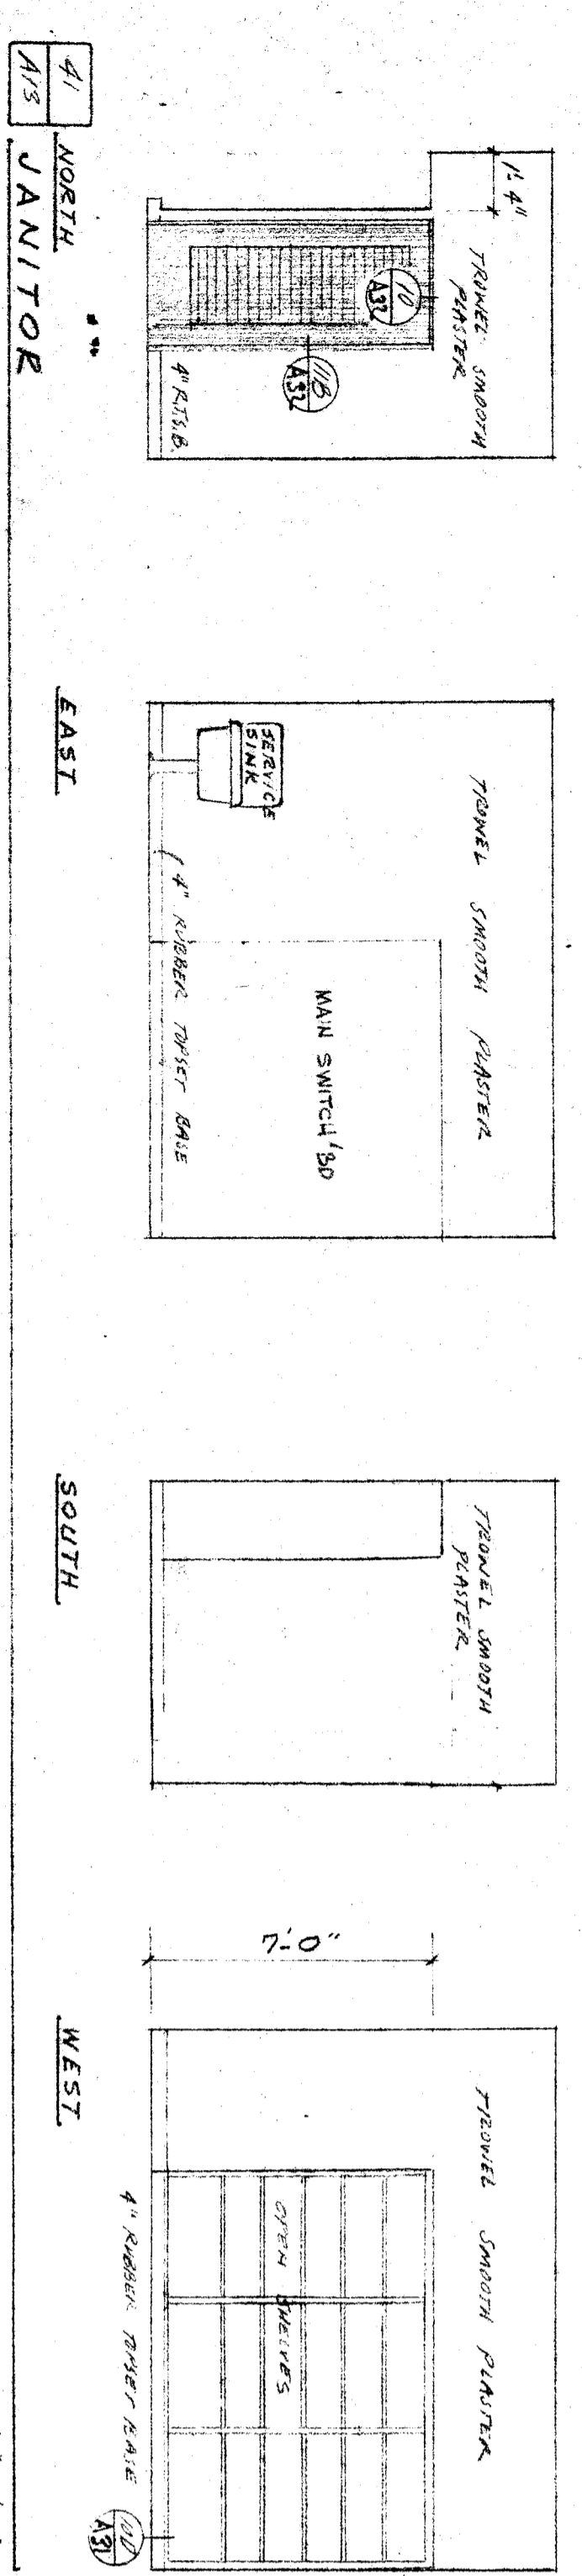 1'-4"
TROWEL SMOOTH
PLASTER
10
A32
11B
A32
4" R.T.S.B.
NORTH
41
A13
JANITOR
TROWEL SMOOTH PLASTER
SERVICE
SINK
MAIN SWITCH'BD
4" RUBBER TOPSET BASE
EAST
TROWEL SMOOTH
PLASTER
SOUTH
7'-0"
TROWEL SMOOTH PLASTER
OPEN SHELVES
4" RUBBER TOPSET BASE
A31
WEST